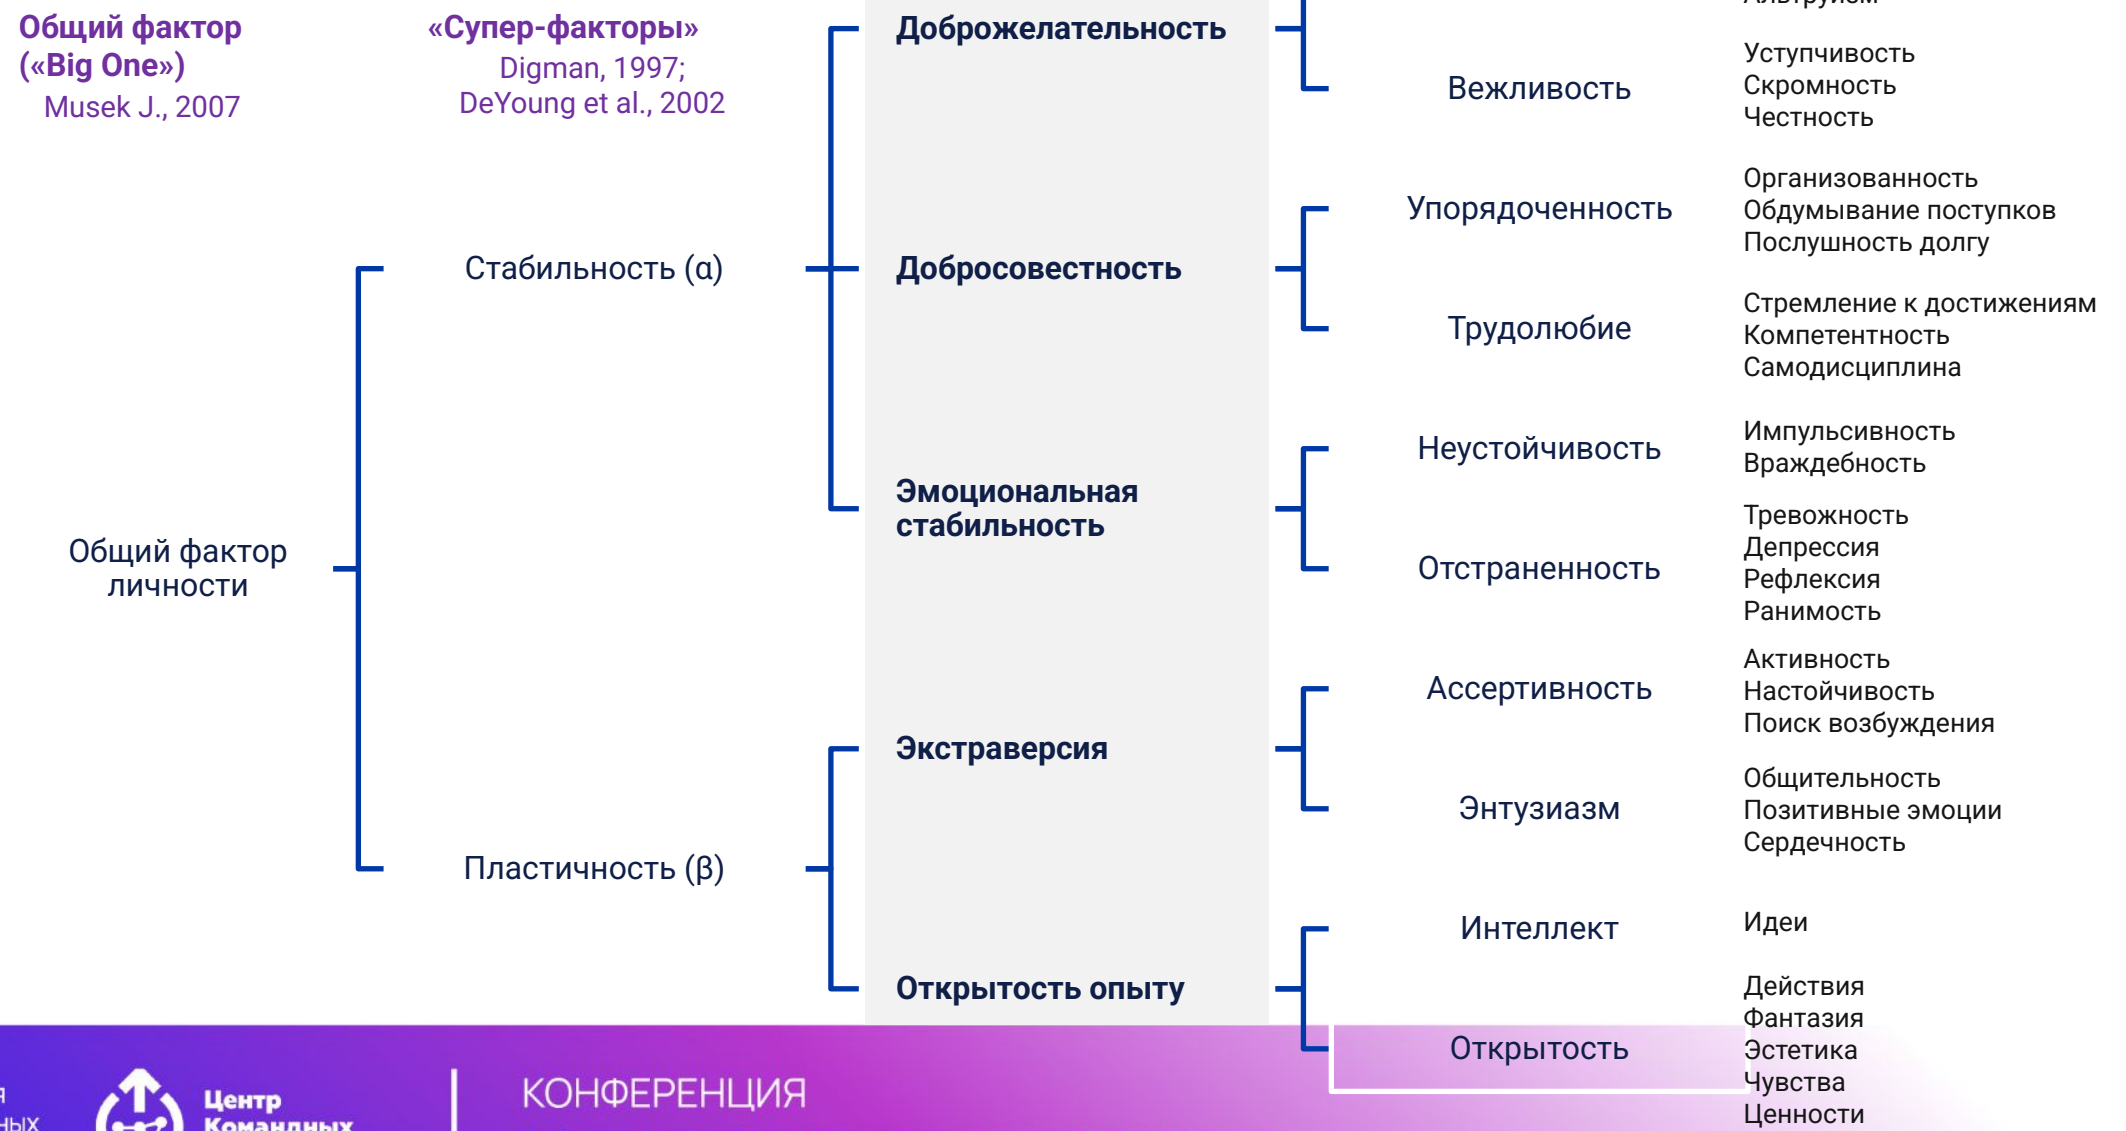 Общий фактор
(«Big One»)
Musek J., 2007
«Супер-факторы»
Digman, 1997;
DeYoung et al., 2002
Общий фактор
личности
Стабильность (α)
Пластичность (β)
Доброжелательность
Добросовестность
Эмоциональная
стабильность
Экстраверсия
Открытость опыту
Вежливость
Упорядоченность
Трудолюбие
Неустойчивость
Отстраненность
Ассертивность
Энтузиазм
Интеллект
Открытость
Альтруизм
Уступчивость
Скромность
Честность
Организованность
Обдумывание поступков
Послушность долгу
Стремление к достижениям
Компетентность
Самодисциплина
Импульсивность
Враждебность
Тревожность
Депрессия
Рефлексия
Ранимость
Активность
Настойчивость
Поиск возбуждения
Общительность
Позитивные эмоции
Сердечность
Идеи
Действия
Фантазия
Эстетика
Чувства
Ценности
Центр
Командных
КОНФЕРЕНЦИЯ